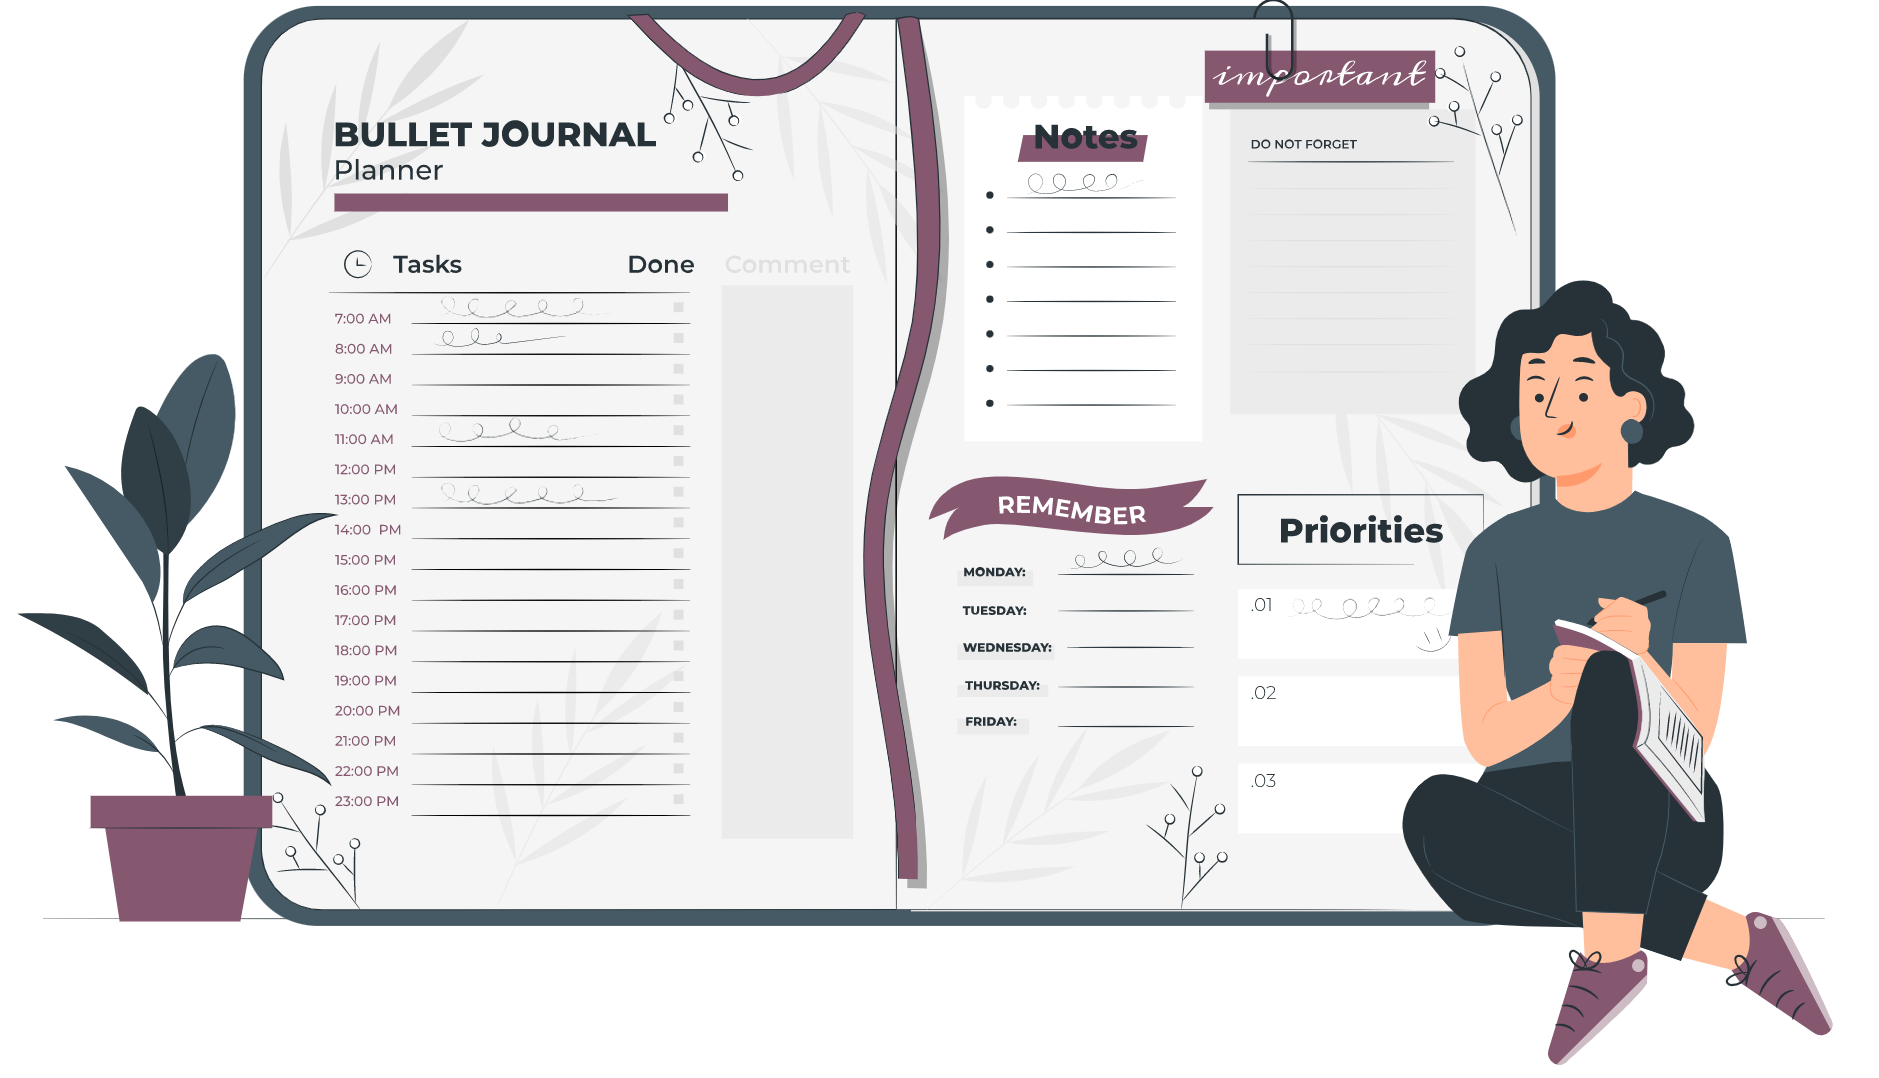 BULLET JOURNAL
Planner
Tasks Done Comment
7:00 AM
8:00 AM
9:00 AM
10:00 AM
11:00 AM
12:00 PM
13:00 PM
14:00 PM
15:00 PM
16:00 PM
17:00 PM
18:00 PM
19:00 PM
20:00 PM
21:00 PM
22:00 PM
23:00 PM
important
Notes
DO NOT FORGET
REMEMBER
MONDAY:
TUESDAY:
WEDNESDAY:
THURSDAY:
FRIDAY:
Priorities
.01
.02
.03